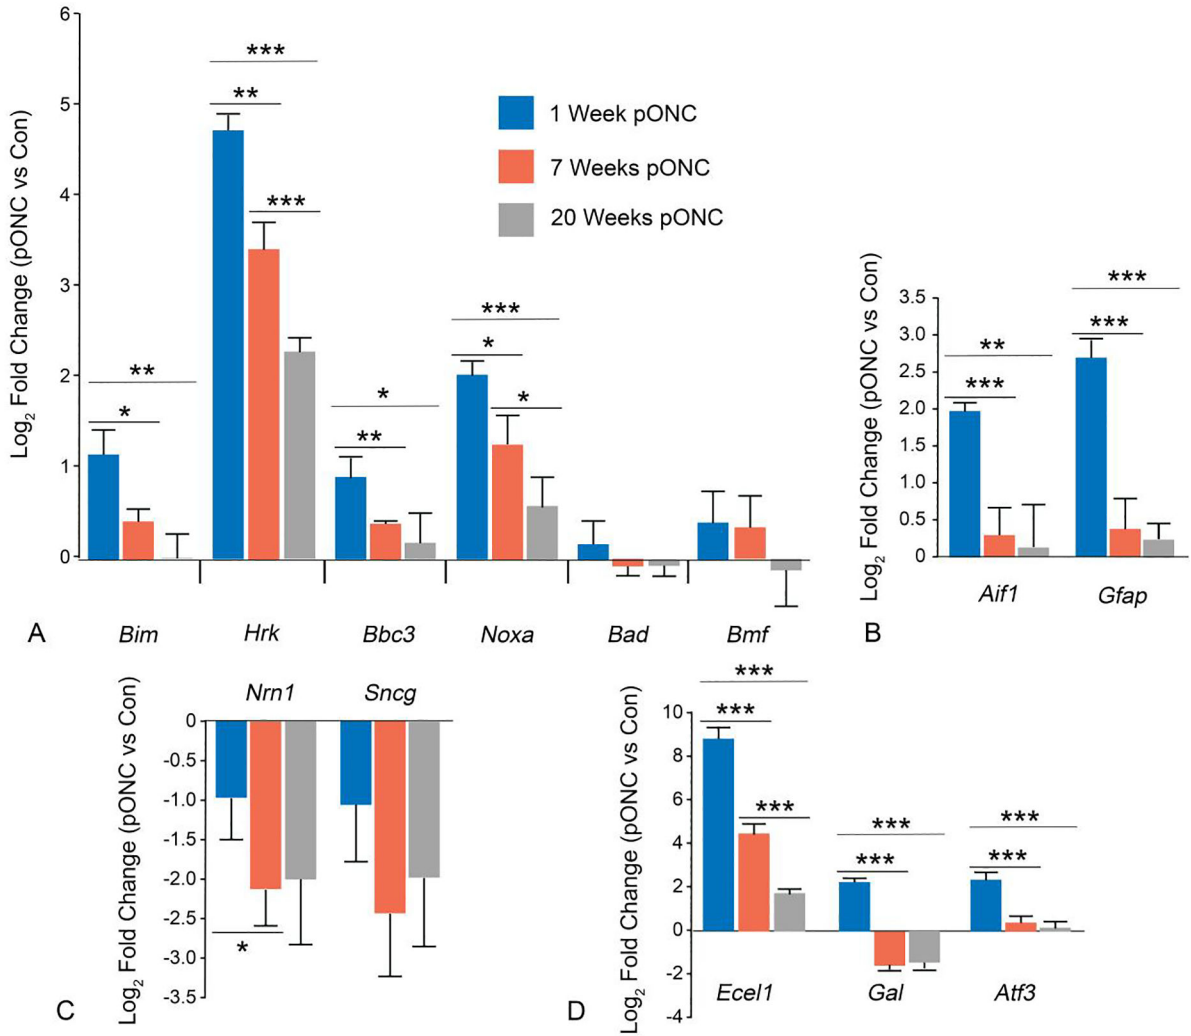 Log2 Fold Change (pONC vs Con)
6
5
4
3
2
1
0
***
**
***
**
*
*
**
***
*
*
1 Week pONC
7 Weeks pONC
20 Weeks pONC
A
Bim
Hrk
Bbc3
Noxa
Bad
Bmf
Log2 Fold Change (pONC vs Con)
3.5
3.0
2.5
2.0
1.5
1.0
0.5
0
**
***
***
***
Aif1
Gfap
B
Log2 Fold Change (pONC vs Con)
Nrn1
Sncg
0
-0.5
-1.0
-1.5
-2.0
-2.5
-3.0
-3.5
*
C
Log2 Fold Change (pONC vs Con)
10
8
6
4
2
0
-2
-4
***
***
***
***
***
***
***
Ecel1
Gal
Atf3
D